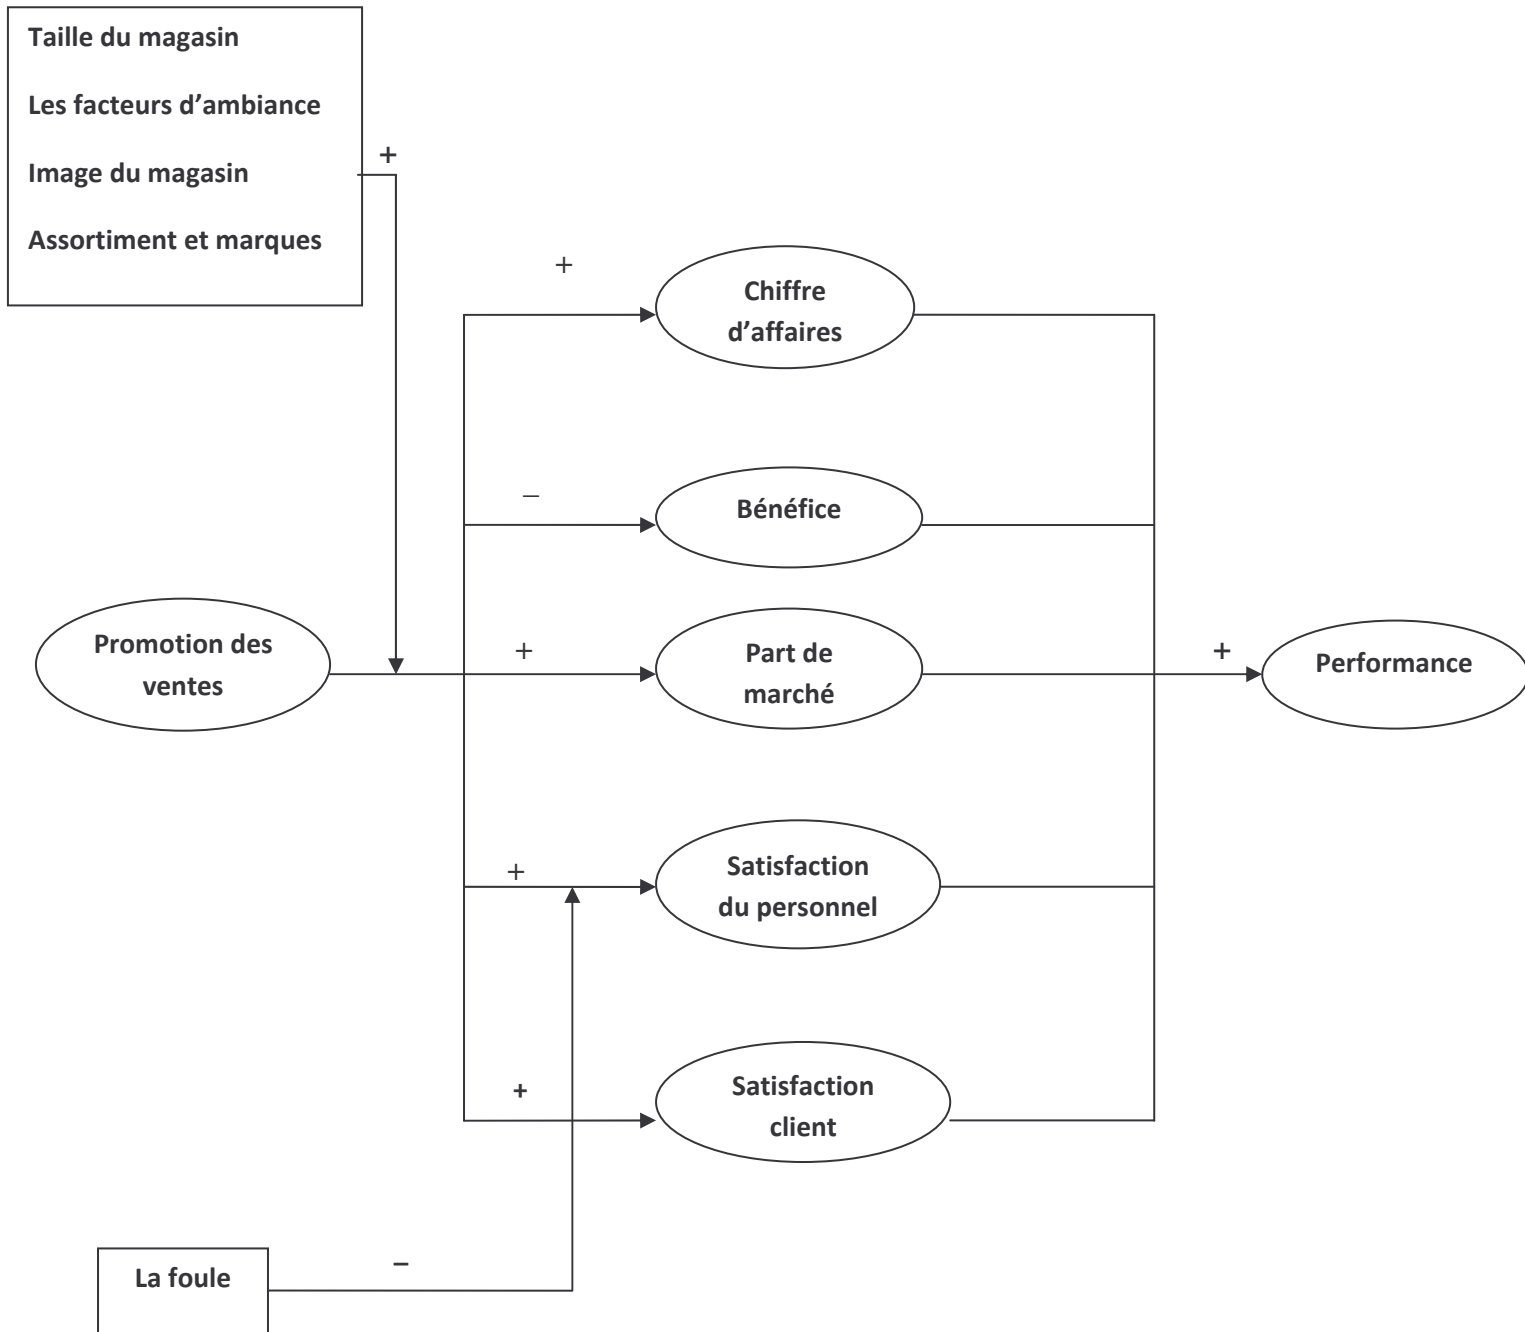 Taille du magasin
Les facteurs d’ambiance
+
Image du magasin
Assortiment et marques
+
Chiffre
d’affaires
–
Bénéfice
Promotion des
ventes
+
Part de
marché
+
Performance
+
Satisfaction
du personnel
+
Satisfaction
client
La foule
–